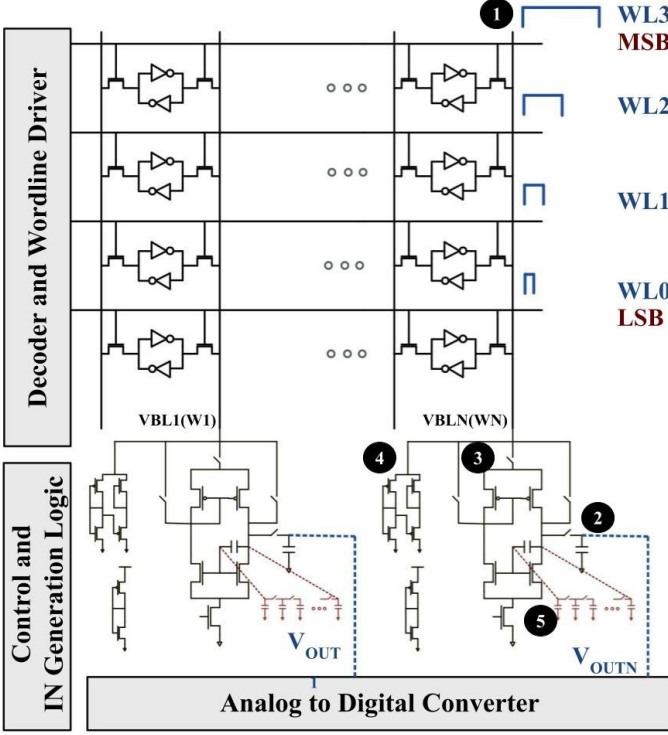 1
WL3
MSB
WL2
WL1
WL0
LSB
Decoder and Wordline Driver
VBL1(W1)
VBLN(WN)
4
3
2
5
Control and
IN Generation Logic
VOUT
VOUTN
1
Analog to Digital Converter